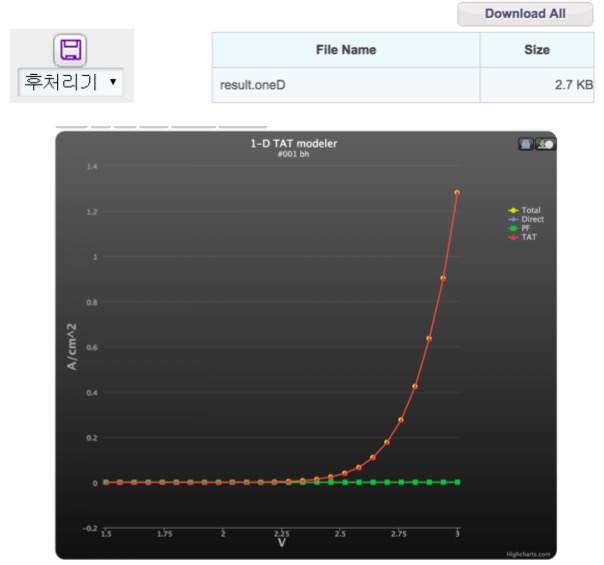 Download All
후처리기
File Name Size
result.oneD 2.7 KB
1-D TAT modeler
#001 bh
Total
Direct
PF
TAT
A/cm^2
1.4
1.2
1
0.8
0.6
0.4
0.2
0
-0.2
1.5 1.75 2 2.25 2.5 2.75 3
V
Highcharts.com